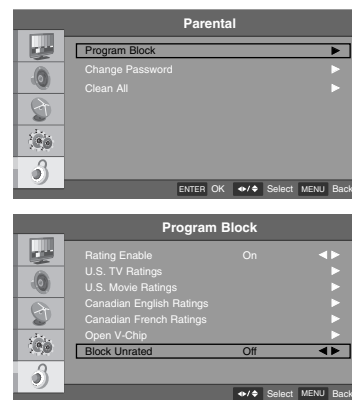 Parental
Program Block
Change Password
Clean All
ENTER OK Select MENU Back
Program Block
Rating Enable On
U.S. TV Ratings
U.S. Movie Ratings
Canadian English Ratings
Canadian French Ratings
Open V-Chip
Block Unrated Off
Select MENU Back